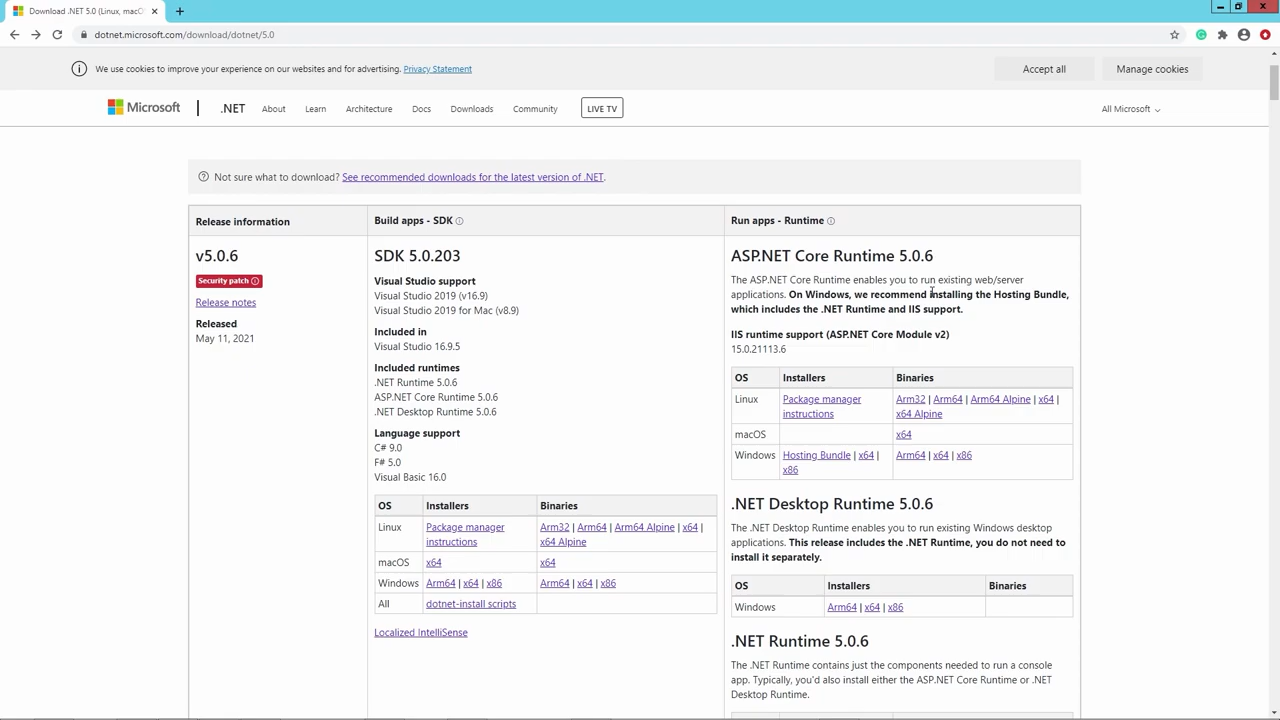 Download .NET 5.0 (Linux, macO
dotnet.microsoft.com/download/dotnet/5.0
We use cookies to improve your experience on our websites and for advertising. Privacy Statement
Accept all
Manage cookies
Microsoft
.NET
About
Learn
Architecture
Docs
Downloads
Community
LIVE TV
All Microsoft
Not sure what to download? See recommended downloads for the latest version of .NET.
Release information
Build apps - SDK
Run apps - Runtime
v5.0.6
Security patch
Release notes
Released
May 11, 2021
SDK 5.0.203
Visual Studio support
Visual Studio 2019 (v16.9)
Visual Studio 2019 for Mac (v8.9)
Included in
Visual Studio 16.9.5
Included runtimes
.NET Runtime 5.0.6
ASP.NET Core Runtime 5.0.6
.NET Desktop Runtime 5.0.6
Language support
C# 9.0
F# 5.0
Visual Basic 16.0
OS Installers Binaries
Linux Package manager instructions Arm32 | Arm64 | Arm64 Alpine | x64 | x64 Alpine
macOS x64 x64
Windows Arm64 | x64 | x86 Arm64 | x64 | x86
All dotnet-install scripts
Localized IntelliSense
ASP.NET Core Runtime 5.0.6
The ASP.NET Core Runtime enables you to run existing web/server
applications. On Windows, we recommend installing the Hosting Bundle,
which includes the .NET Runtime and IIS support.
IIS runtime support (ASP.NET Core Module v2)
15.0.21113.6
OS Installers Binaries
Linux Package manager instructions Arm32 | Arm64 | Arm64 Alpine | x64 | x64 Alpine
macOS x64
Windows Hosting Bundle | x64 | x86 Arm64 | x64 | x86
.NET Desktop Runtime 5.0.6
The .NET Desktop Runtime enables you to run existing Windows desktop
applications. This release includes the .NET Runtime, you do not need to
install it separately.
OS Installers Binaries
Windows Arm64 | x64 | x86
.NET Runtime 5.0.6
The .NET Runtime contains just the components needed to run a console
app. Typically, you'd also install either the ASP.NET Core Runtime or .NET
Desktop Runtime.